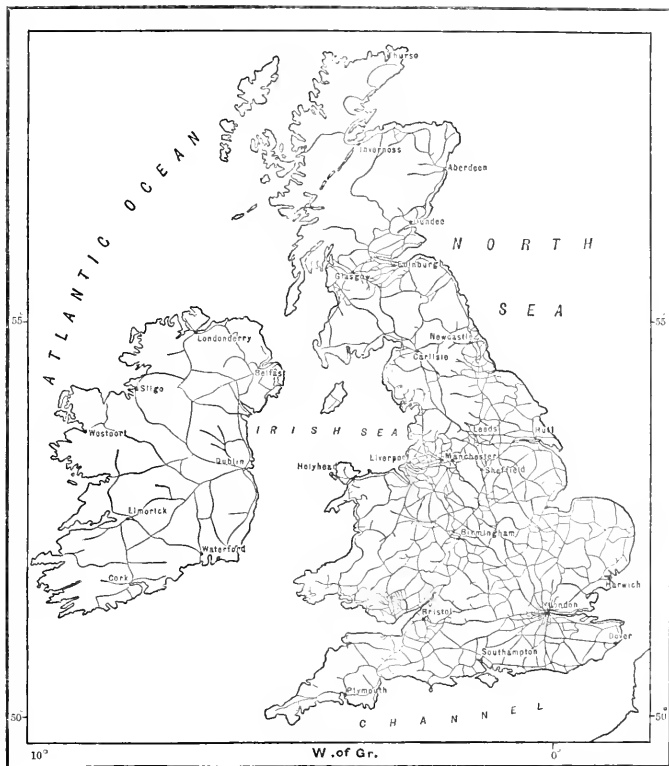 Thurso
ATLANTIC OCEAN
Inverness
Aberdeen
Dundee
NORTH
SEA
Edinburgh
Glasgow
55
55
Londonderry
Newcastle
Carlisle
Belfast
Sligo
IRISH SEA
Westport
Leeds
Hull
Dublin
Liverpool
Manchester
Holyhead
Sheffield
Limerick
Birmingham
Waterford
Cork
Harwich
Bristol
London
Dover
Southampton
Plymouth
CHANNEL
50°
50°
10°
W. of Gr.
0°